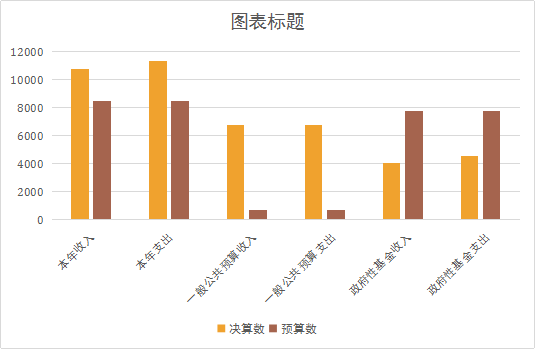 图表标题
12000
10000
8000
6000
4000
2000
0
本年收入
本年支出
一般公共预算收入
一般公共预算支出
政府性基金收入
政府性基金支出
决算数 预算数